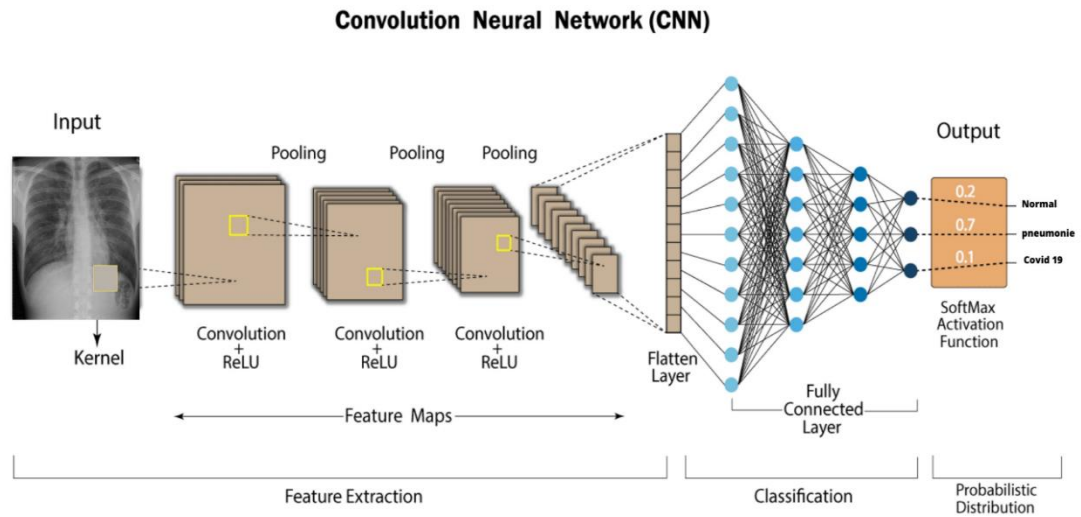 Convolution Neural Network (CNN)
Input
Kernel
Pooling
Pooling
Pooling
Convolution
+
ReLU
Convolution
+
ReLU
Convolution
+
ReLU
Feature Maps
Flatten
Layer
Fully
Connected
Layer
Output
0.2
Normal
0.7
pneumonie
0.1
Covid 19
SoftMax
Activation
Function
Feature Extraction
Classification
Probabilistic
Distribution